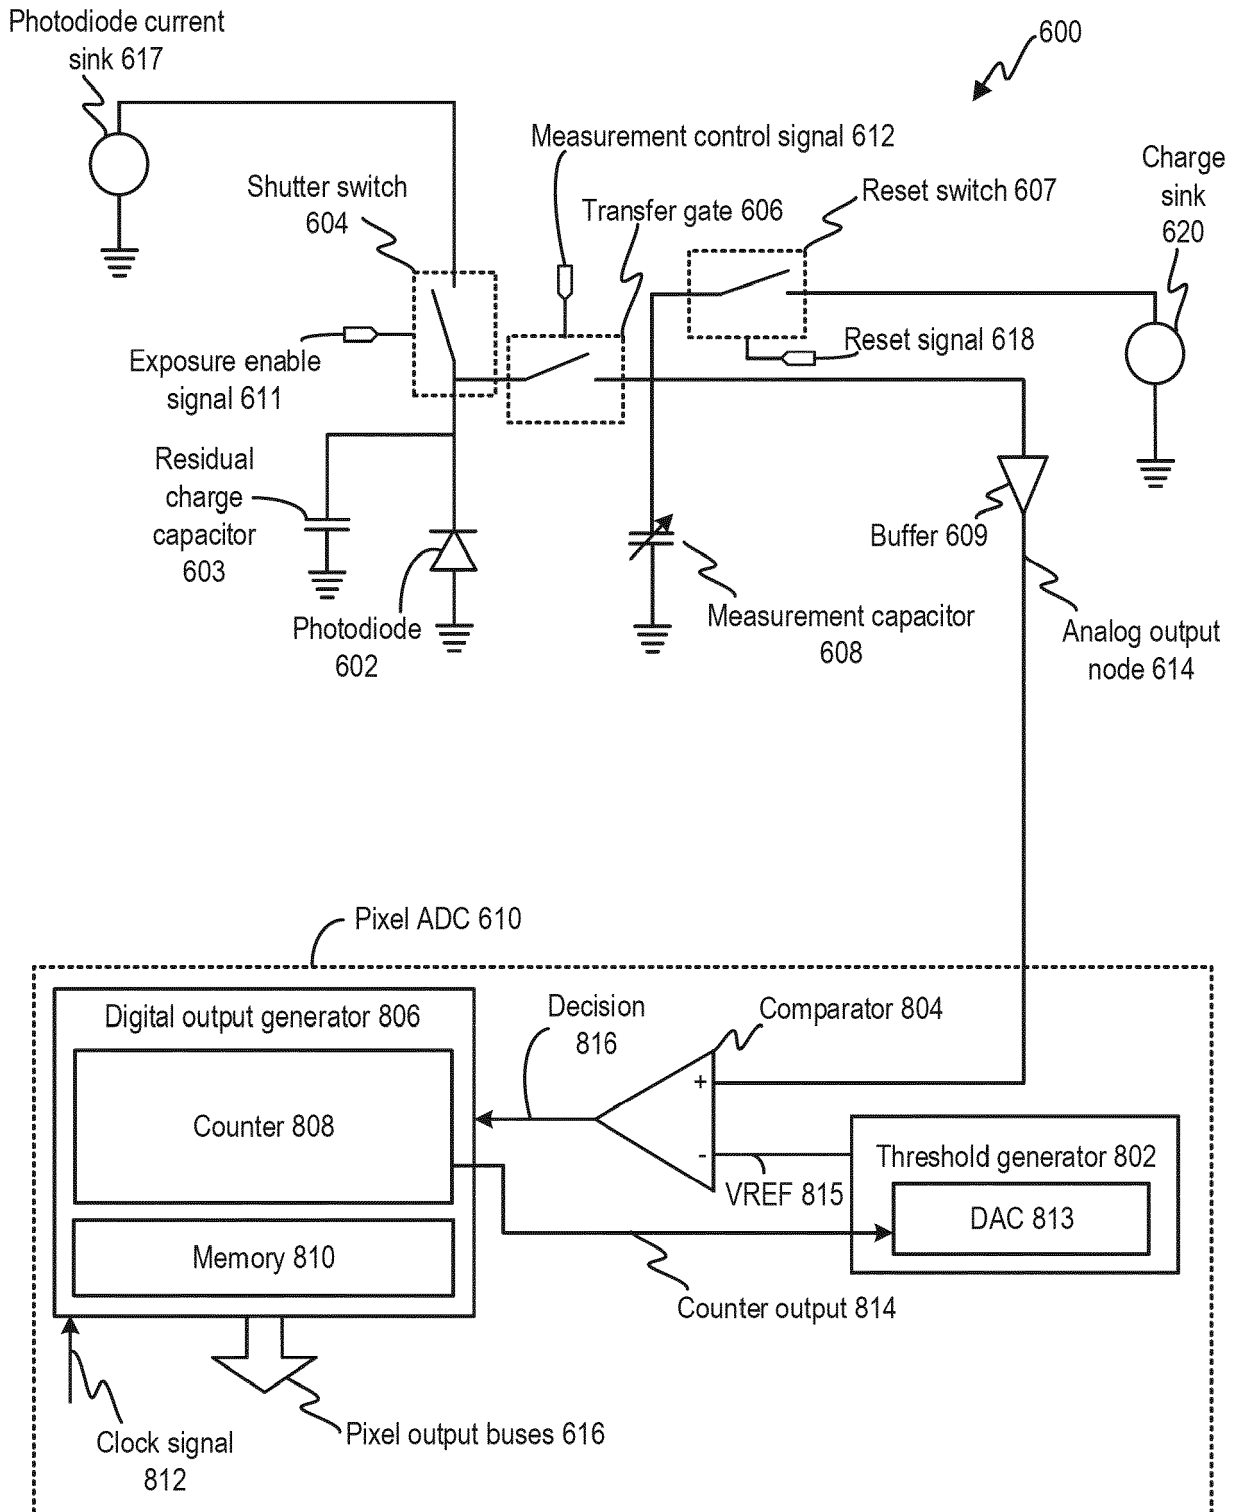 Photodiode current
sink 617
600
Measurement control signal 612
Charge
sink
620
Shutter switch
604
Transfer gate 606
Reset switch 607
Exposure enable
signal 611
Reset signal 618
Residual
charge
capacitor
603
Buffer 609
Photodiode
602
Measurement capacitor
608
Analog output
node 614
Pixel ADC 610
Digital output generator 806
Decision
816
Comparator 804
+
Counter 808
-
VREF 815
Threshold generator 802
DAC 813
Memory 810
Counter output 814
Clock signal
812
Pixel output buses 616